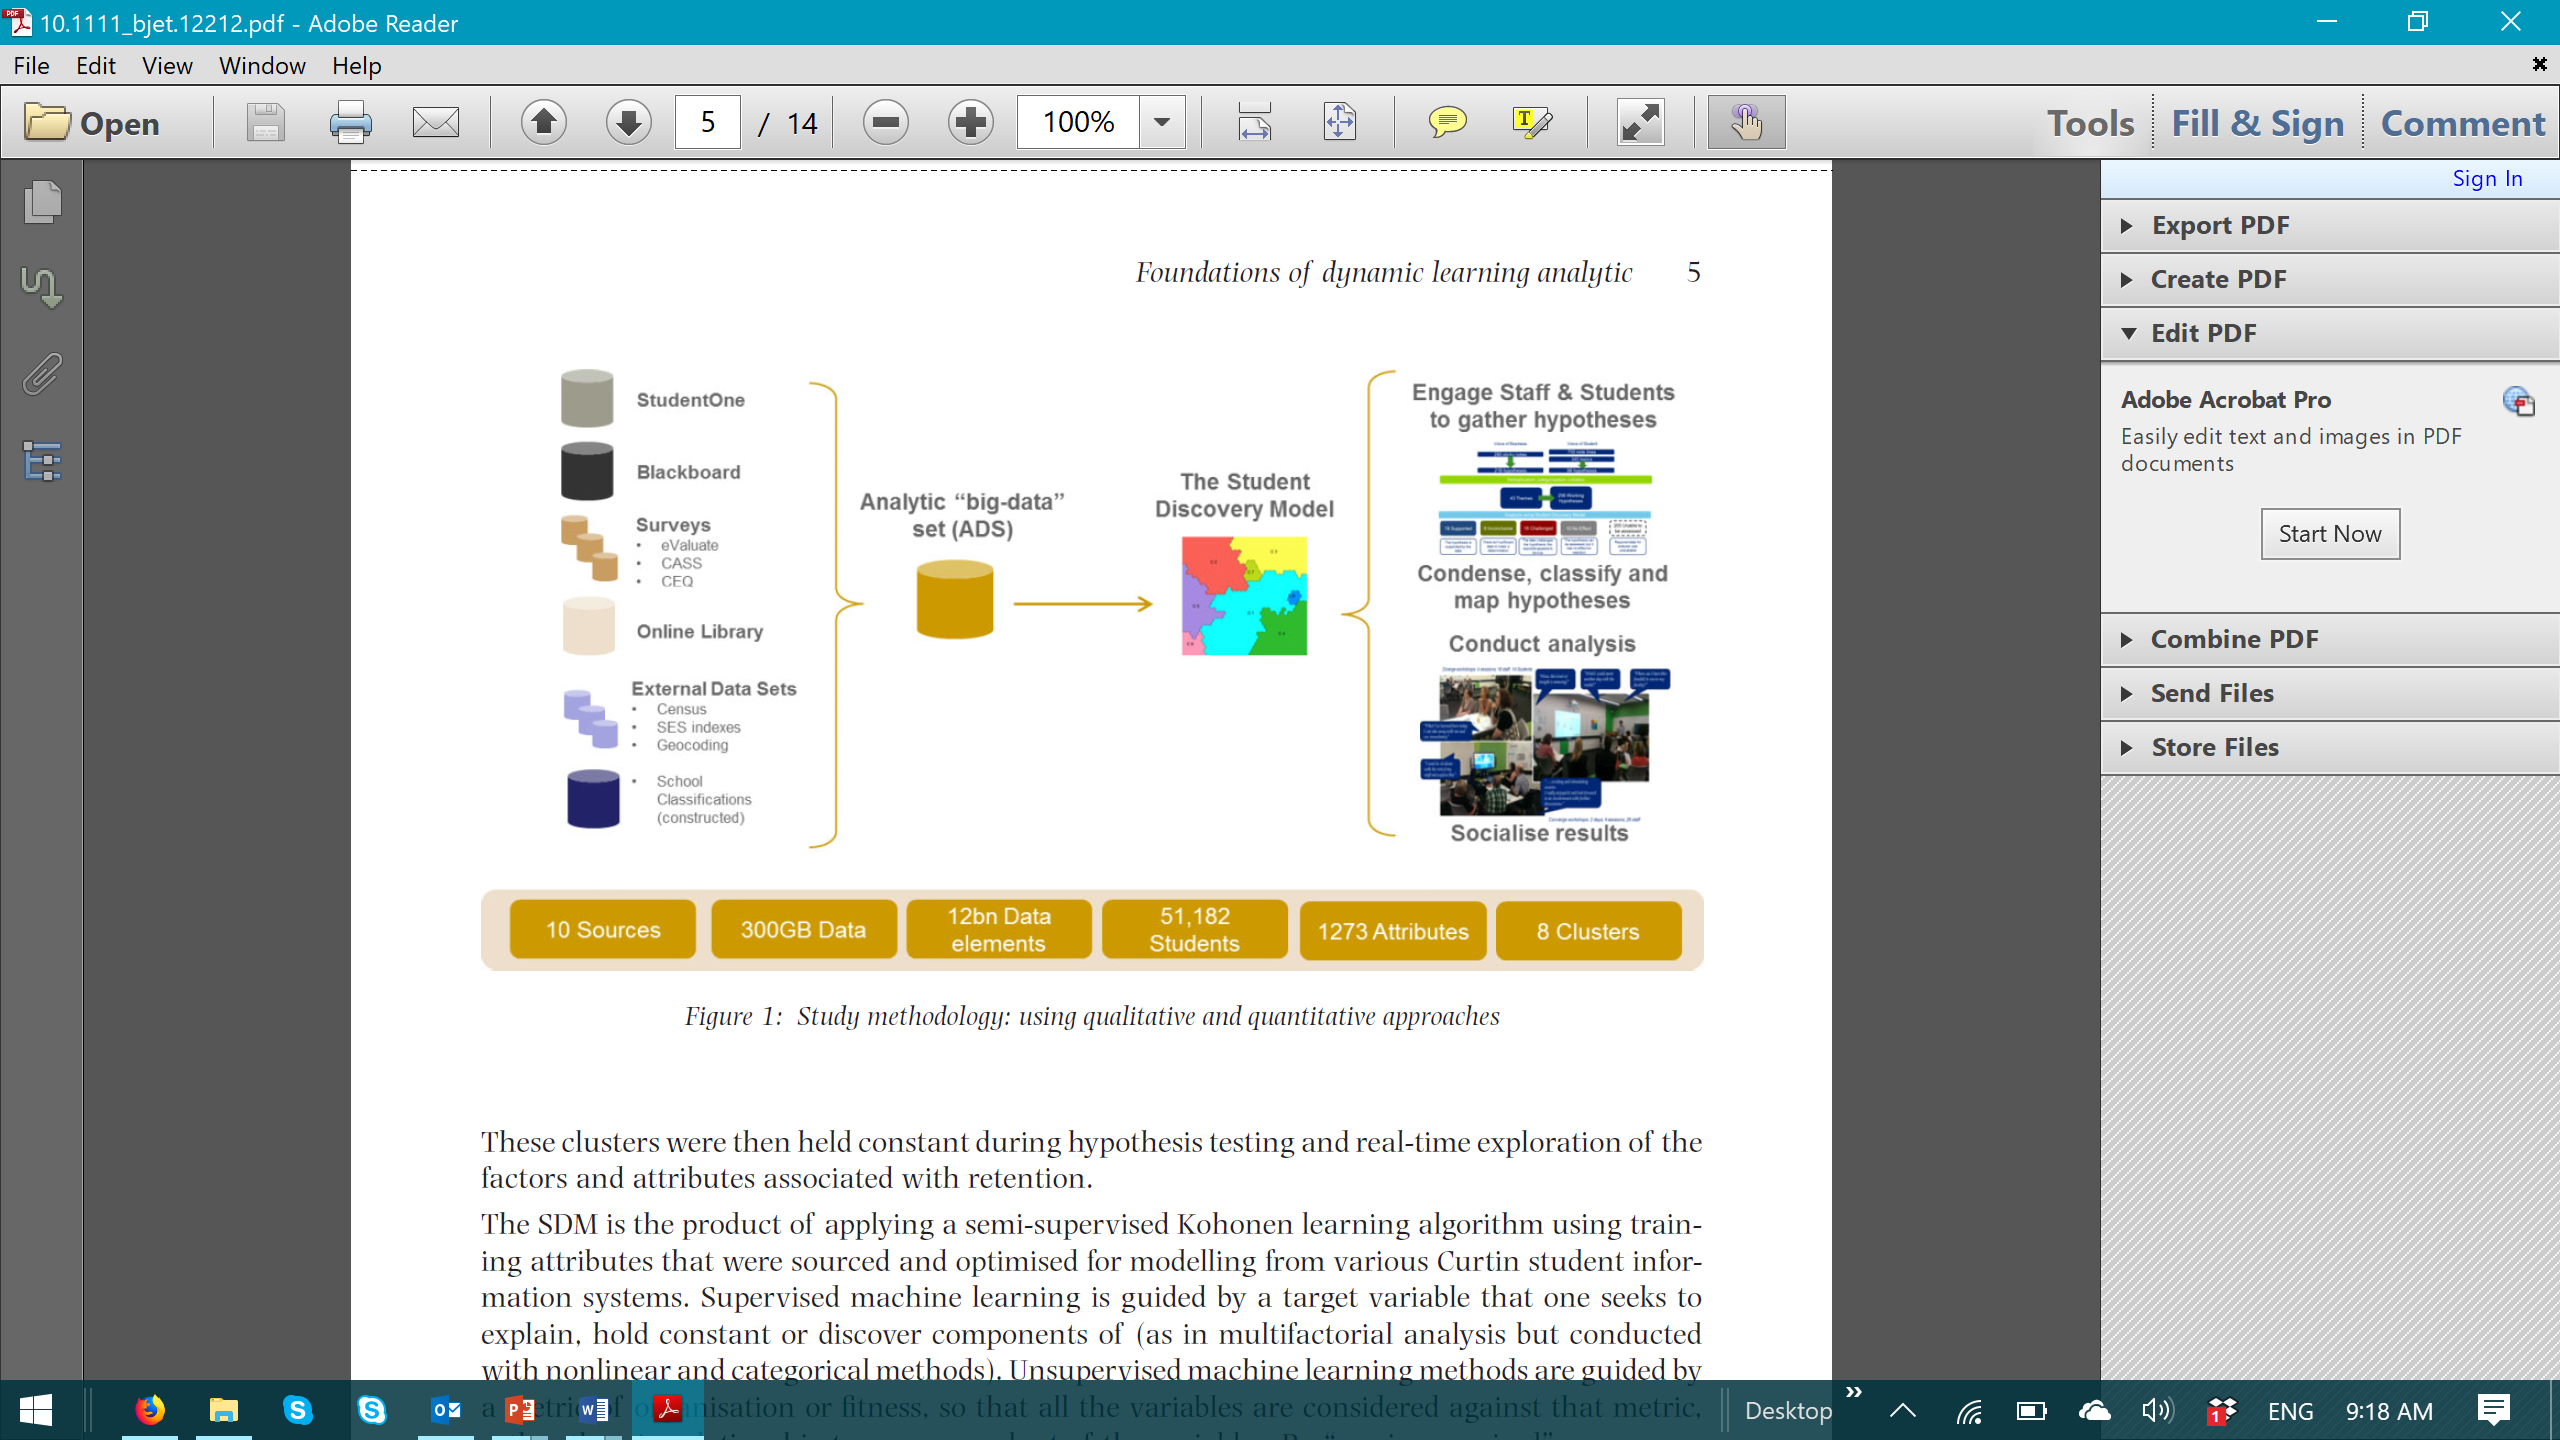 10.1111_bjet.12212.pdf - Adobe Reader
File Edit View Window Help
Open 5 / 14 100% Tools Fill & Sign Comment
Sign In
Export PDF
Create PDF
Edit PDF
Adobe Acrobat Pro
Easily edit text and images in PDF
documents
Start Now
Combine PDF
Send Files
Store Files
Foundations of dynamic learning analytic 5
StudentOne
Blackboard
Surveys
• eValuate
• CASS
• CEQ
Online Library
External Data Sets
• Census
• SES indexes
• Geocoding
• School
Classifications
(constructed)
Analytic “big-data”
set (ADS)
The Student
Discovery Model
Engage Staff & Students
to gather hypotheses
Condense, classify and
map hypotheses
Conduct analysis
Socialise results
10 Sources
300GB Data
12bn Data
elements
51,182
Students
1273 Attributes
8 Clusters
Figure 1: Study methodology: using qualitative and quantitative approaches
These clusters were then held constant during hypothesis testing and real-time exploration of the
factors and attributes associated with retention.
The SDM is the product of applying a semi-supervised Kohonen learning algorithm using train-
ing attributes that were sourced and optimised for modelling from various Curtin student infor-
mation systems. Supervised machine learning is guided by a target variable that one seeks to
explain, hold constant or discover components of (as in multifactorial analysis but conducted
with nonlinear and categorical methods). Unsupervised machine learning methods are guided by
so that all the variables are considered against that metric,
Desktop » 1 ENG 9:18 AM